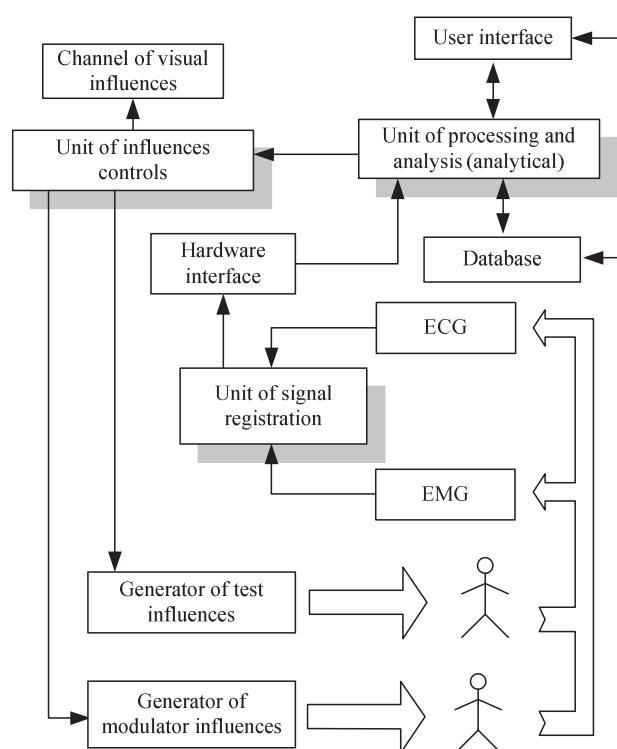 User interface
Channel of visual
influences
Unit of influences
controls
Unit of processing and
analysis (analytical)
Hardware
interface
Database
ECG
Unit of signal
registration
EMG
Generator of test
influences
Generator of
modulator influences